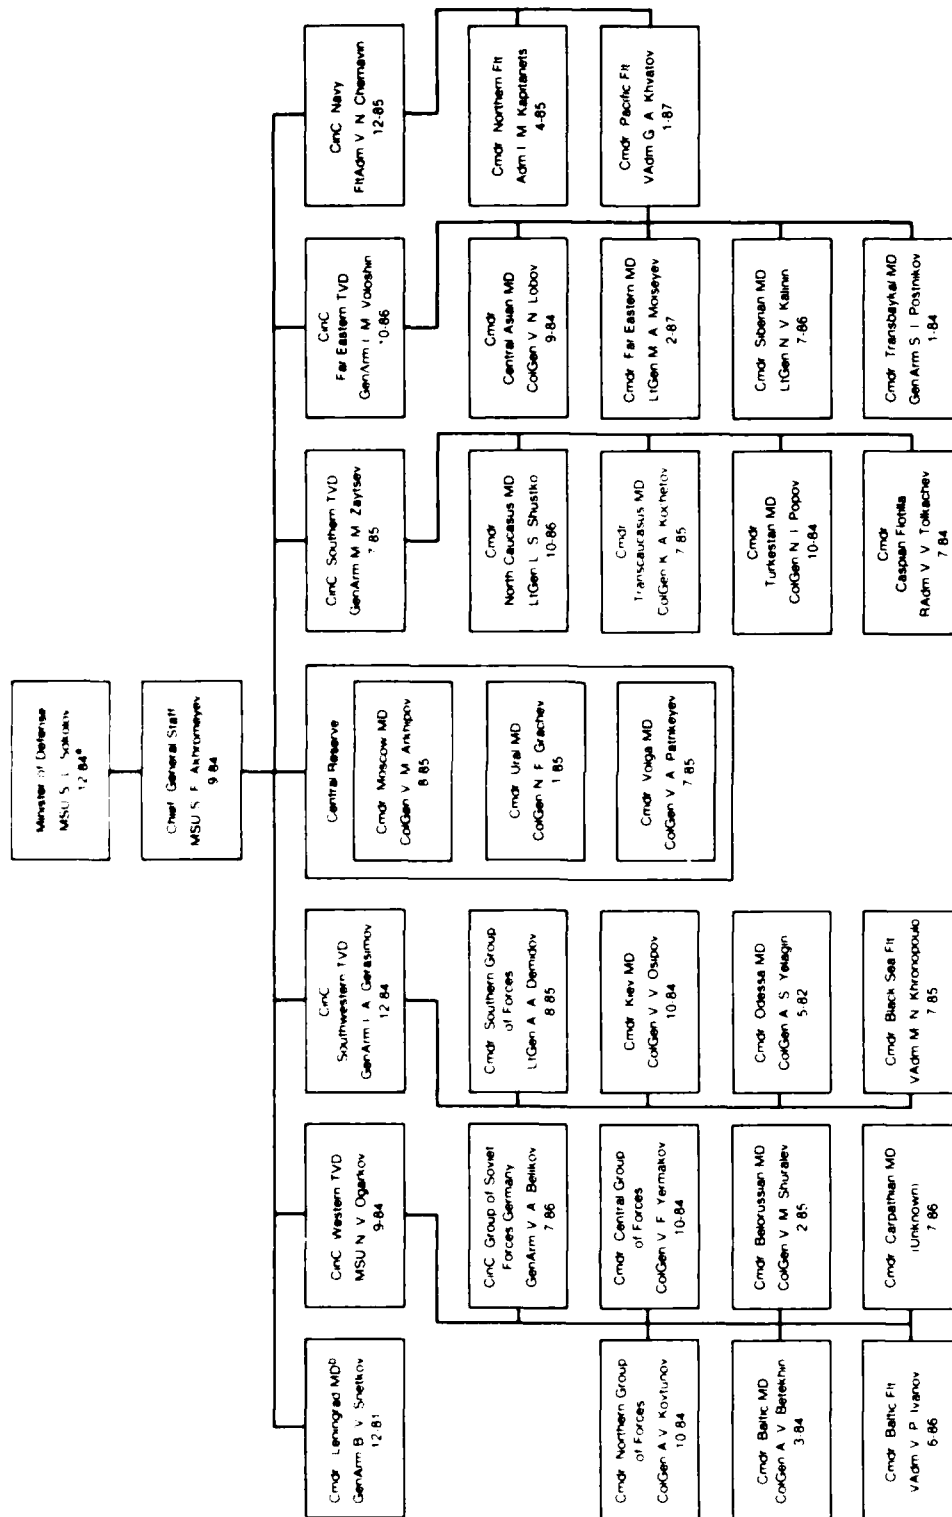 Minister of Defense
MSU S L Sokolov
12 84ª
Chief General Staff
MSU S F Akhromeyev
9 84
Cmdr Leningrad MDᵇ
GenArm B V Snetkov
12-81
CinC Western TVD
MSU N V Ogarkov
9-84
CinC
Southwestern TVD
GenArm I A Gerasimov
12 84
Central Reserve
Cmdr Moscow MD
ColGen V M Arkhipov
8 85
Cmdr Ural MD
ColGen N F Grachev
1 85
Cmdr Volga MD
ColGen V A Patrikeyev
7 85
CinC Southern TVD
GenArm M M Zaytsev
7 85
CinC
Far Eastern TVD
GenArm I M Voloshin
10-86
CinC Navy
FltAdm V N Chernavin
12-85
CinC Group of Soviet
Forces Germany
GenArm V A Belikov
7 86
Cmdr Northern Group
of Forces
ColGen A V Kovtunov
10 84
Cmdr Central Group
of Forces
ColGen V F Yermakov
10-84
Cmdr Baltic MD
ColGen A V Betekhin
3-84
Cmdr Belorussian MD
ColGen V M Shuralev
2 85
Cmdr Baltic Flt
VAdm V P Ivanov
6-86
Cmdr Carpathian MD
(Unknown)
7 86
Cmdr Southern Group
of Forces
LtGen A A Demidov
8 85
Cmdr Kiev MD
ColGen V V Osipov
10-84
Cmdr Odessa MD
ColGen A S Yelagin
5-82
Cmdr Black Sea Flt
VAdm M N Khronopoulo
7 85
Cmdr
North Caucasus MD
LtGen L S Shustko
10-86
Cmdr
Transcaucasus MD
ColGen K A Kochetov
7 85
Cmdr
Turkestan MD
ColGen N I Popov
10-84
Cmdr
Caspian Flotilla
RAdm V V Tolkachev
7 84
Cmdr
Central Asian MD
ColGen V N Lobov
9-84
Cmdr Far Eastern MD
LtGen M A Moiseyev
2-87
Cmdr Siberian MD
LtGen N V Kalinin
7-86
Cmdr Transbaykal MD
GenArm S I Postnikov
1-84
Cmdr Northern Flt
Adm I M Kapitanets
4-85
Cmdr Pacific Flt
VAdm G A Khvatov
1-87